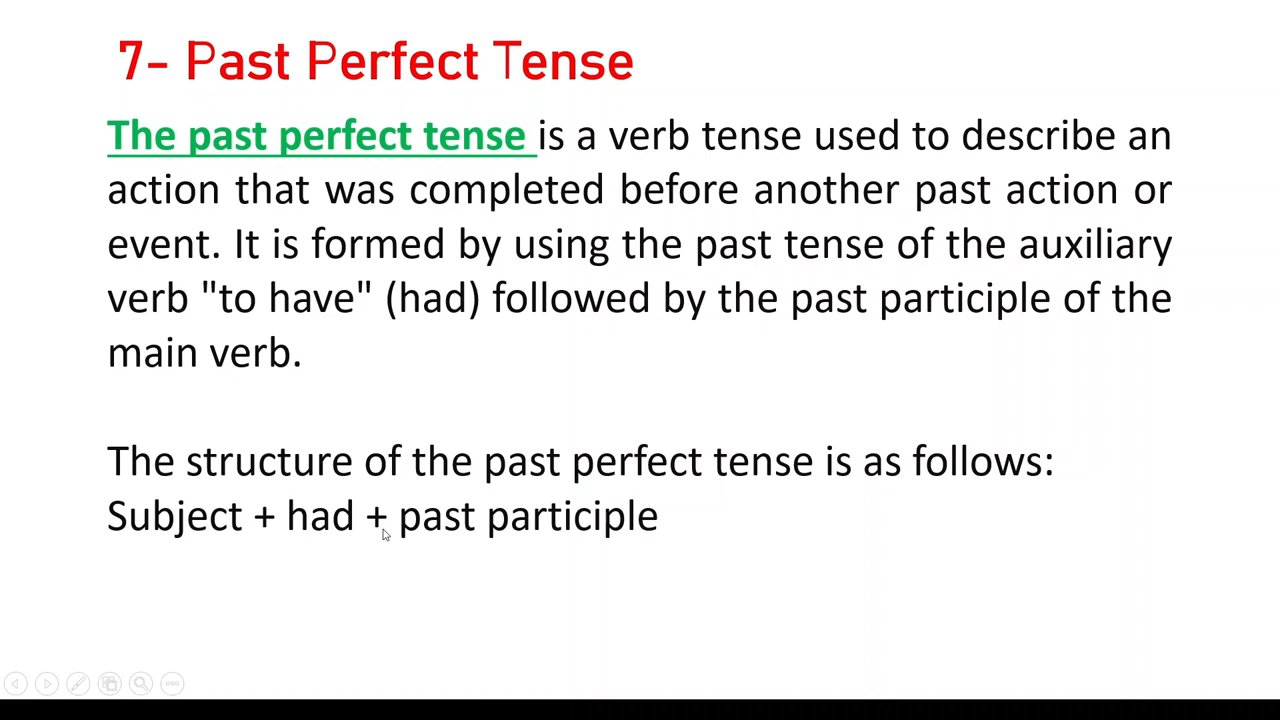 7- Past Perfect Tense
The past perfect tense is a verb tense used to describe an
action that was completed before another past action or
event. It is formed by using the past tense of the auxiliary
verb "to have" (had) followed by the past participle of the
main verb.
The structure of the past perfect tense is as follows:
Subject + had + past participle